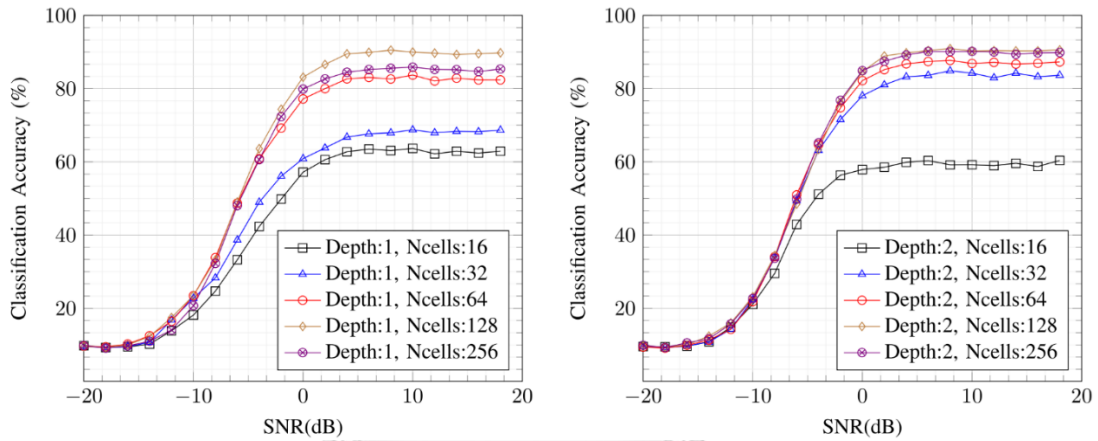 100
80
60
40
20
−20
−10
0
10
20
Classification Accuracy (%)
SNR(dB)
Depth:1, Ncells:16
Depth:1, Ncells:32
Depth:1, Ncells:64
Depth:1, Ncells:128
Depth:1, Ncells:256
100
80
60
40
20
−20
−10
0
10
20
Classification Accuracy (%)
SNR(dB)
Depth:2, Ncells:16
Depth:2, Ncells:32
Depth:2, Ncells:64
Depth:2, Ncells:128
Depth:2, Ncells:256